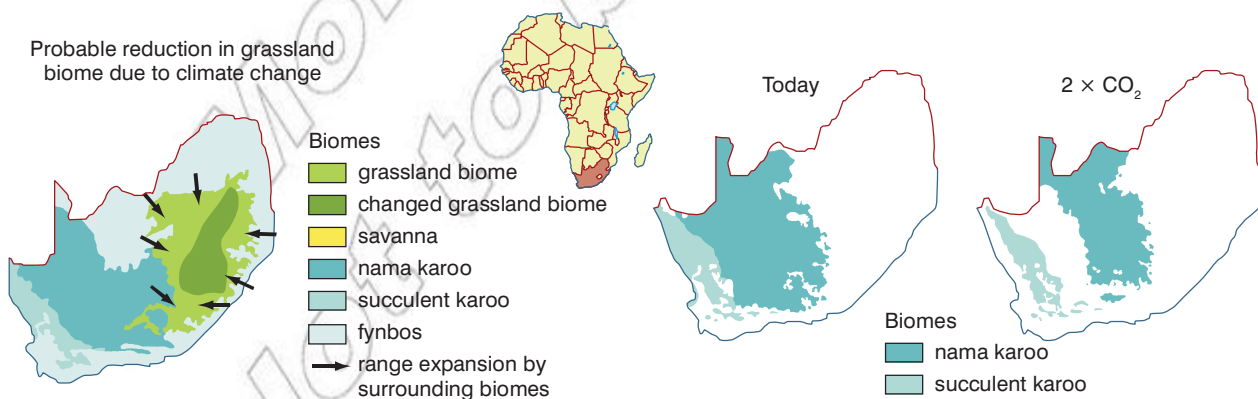 Probable reduction in grassland
biome due to climate change
Biomes
grassland biome
changed grassland biome
savanna
nama karoo
succulent karoo
fynbos
range expansion by
surrounding biomes
Today
2 × CO₂
Biomes
nama karoo
succulent karoo